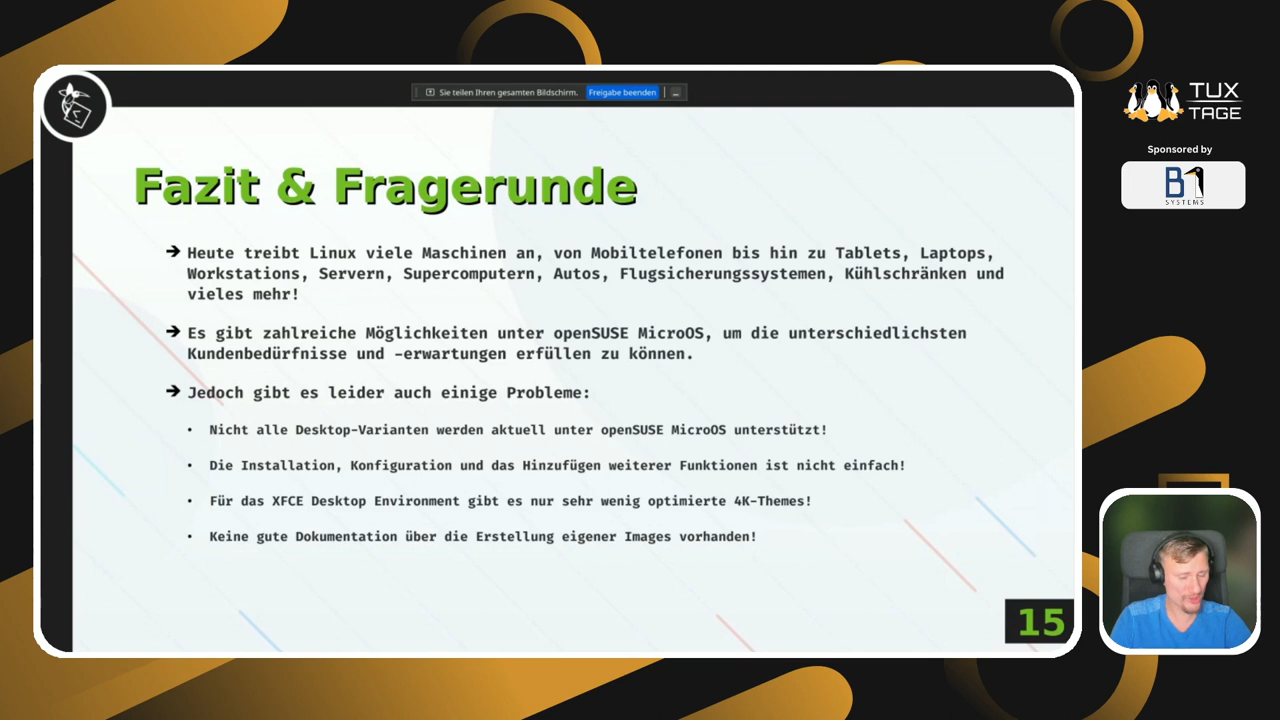 Sie teilen Ihren gesamten Bildschirm. Freigabe beenden
TUX
TAGE
Sponsored by
B1
SYSTEMS
Fazit & Fragerunde
➔ Heute treibt Linux viele Maschinen an, von Mobiltelefonen bis hin zu Tablets, Laptops,
Workstations, Servern, Supercomputern, Autos, Flugsicherungssystemen, Kühlschränken und
vieles mehr!
➔ Es gibt zahlreiche Möglichkeiten unter openSUSE MicroOS, um die unterschiedlichsten
Kundenbedürfnisse und -erwartungen erfüllen zu können.
➔ Jedoch gibt es leider auch einige Probleme:
• Nicht alle Desktop-Varianten werden aktuell unter openSUSE MicroOS unterstützt!
• Die Installation, Konfiguration und das Hinzufügen weiterer Funktionen ist nicht einfach!
• Für das XFCE Desktop Environment gibt es nur sehr wenig optimierte 4K-Themes!
• Keine gute Dokumentation über die Erstellung eigener Images vorhanden!
15